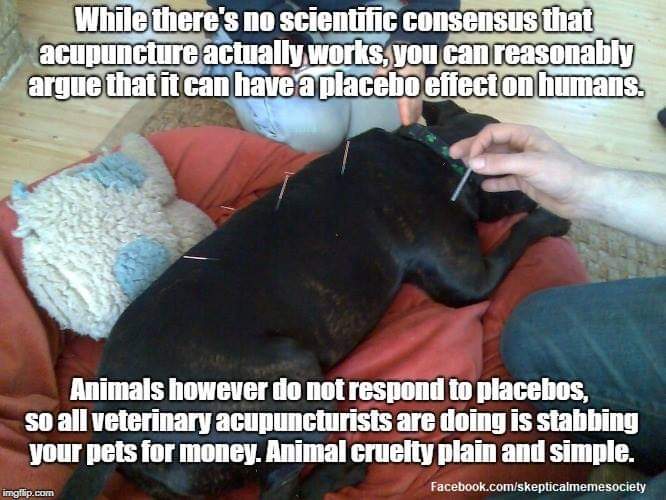 While there's no scientific consensus that
acupuncture actually works, you can reasonably
argue that it can have a placebo effect on humans.
Animals however do not respond to placebos,
so all veterinary acupuncturists are doing is stabbing
your pets for money. Animal cruelty plain and simple.
Facebook.com/skepticalmemesociety
imgflip.com